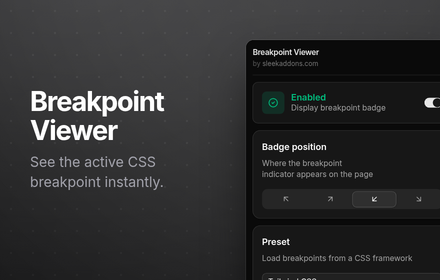 Breakpoint
Viewer
See the active CSS
breakpoint instantly.
Breakpoint Viewer
by sleekaddons.com
Enabled
Display breakpoint badge
Badge position
Where the breakpoint
indicator appears on the page
Preset
Load breakpoints from a CSS framework